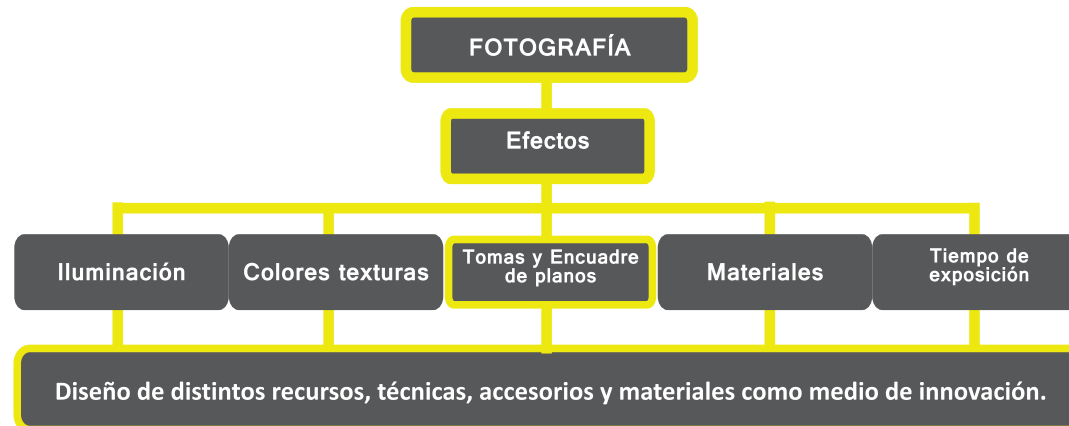 FOTOGRAFÍA
Efectos
Iluminación
Colores texturas
Tomas y Encuadre
de planos
Materiales
Tiempo de
exposición
Diseño de distintos recursos, técnicas, accesorios y materiales como medio de innovación.